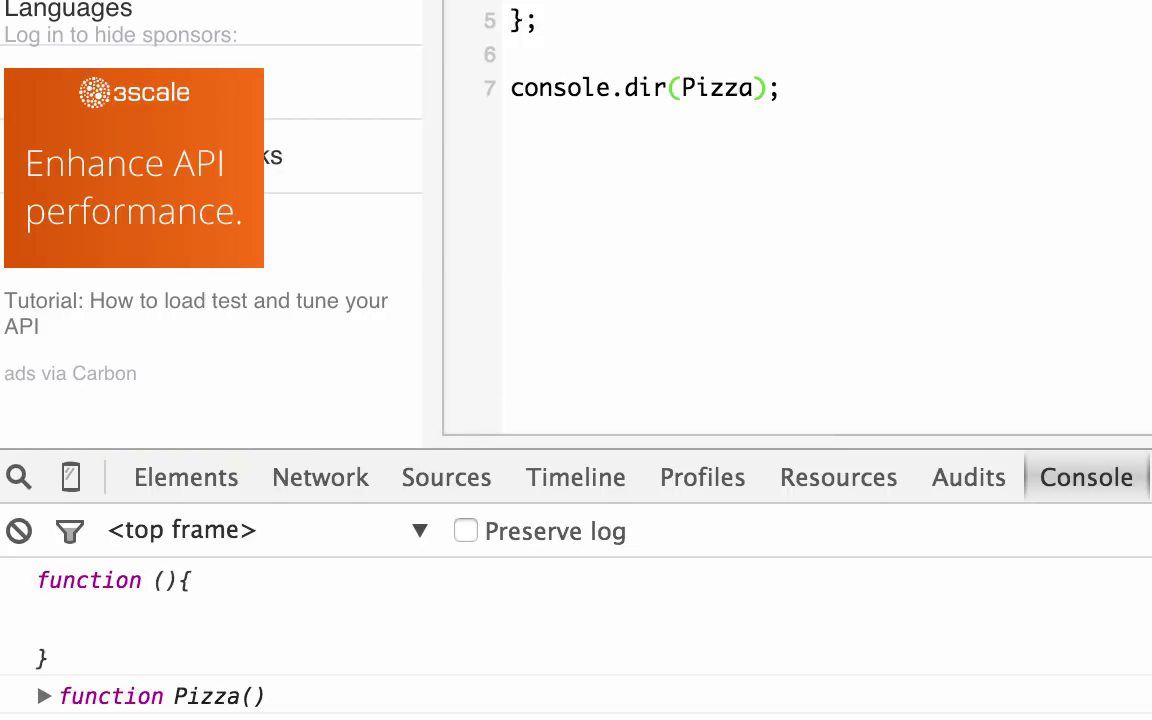 Languages
Log in to hide sponsors:
3scale
Enhance API
performance.
ks
Tutorial: How to load test and tune your
API
ads via Carbon
5 };
6
7 console.dir(Pizza);
Elements Network Sources Timeline Profiles Resources Audits Console
<top frame> ▼ Preserve log
function (){
}
▶ function Pizza()